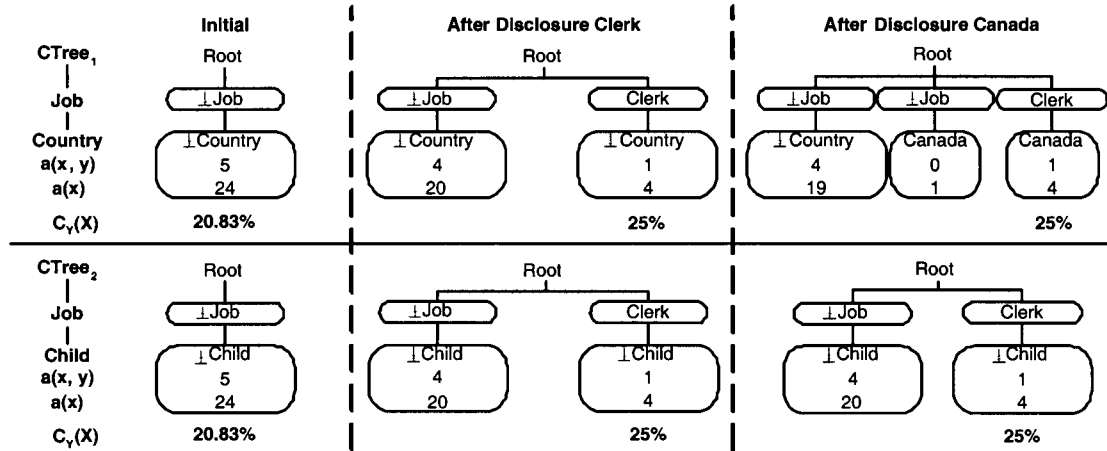 Initial After Disclosure Clerk After Disclosure Canada
CTree₁ Root Root Root
Job ⊥Job ⊥Job Clerk ⊥Job ⊥Job Clerk
Country ⊥Country ⊥Country ⊥Country ⊥Country Canada Canada
a(x, y) 5 4 1 4 0 1
a(x) 24 20 4 19 1 4
Cᵧ(X) 20.83% 25% 25%
CTree₂ Root Root Root
Job ⊥Job ⊥Job Clerk ⊥Job Clerk
Child ⊥Child ⊥Child ⊥Child ⊥Child ⊥Child
a(x, y) 5 4 1 4 1
a(x) 24 20 4 20 4
Cᵧ(X) 20.83% 25% 25%